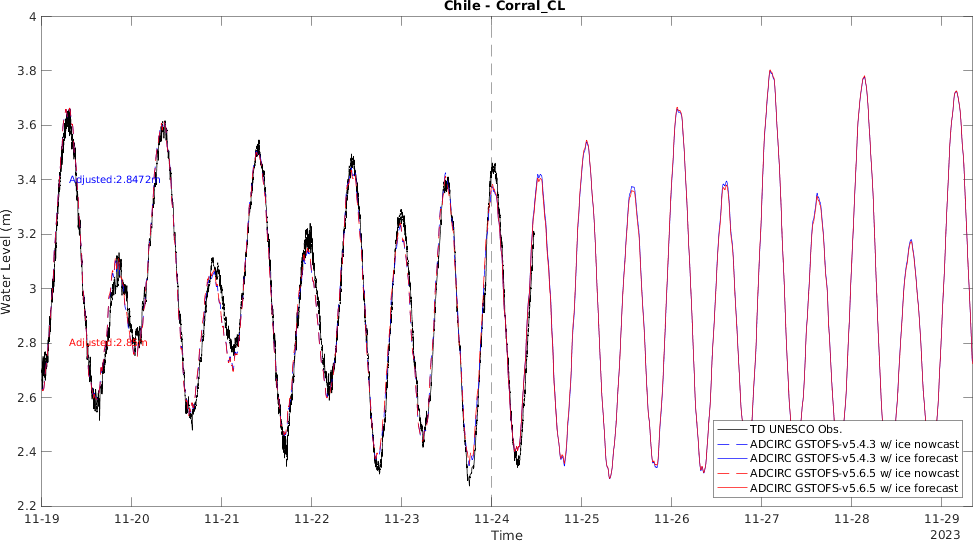 Chile - Corral_CL
4
3.8
3.6
3.4
3.2
3
2.8
2.6
2.4
2.2
Water Level (m)
Adjusted:2.8472m
TD UNESCO Obs.
ADCIRC GSTOFS-v5.4.3 w/ ice nowcast
ADCIRC GSTOFS-v5.4.3 w/ ice forecast
ADCIRC GSTOFS-v5.6.5 w/ ice nowcast
ADCIRC GSTOFS-v5.6.5 w/ ice forecast
11-19 11-20 11-21 11-22 11-23 11-24 11-25 11-26 11-27 11-28 11-29
Time 2023